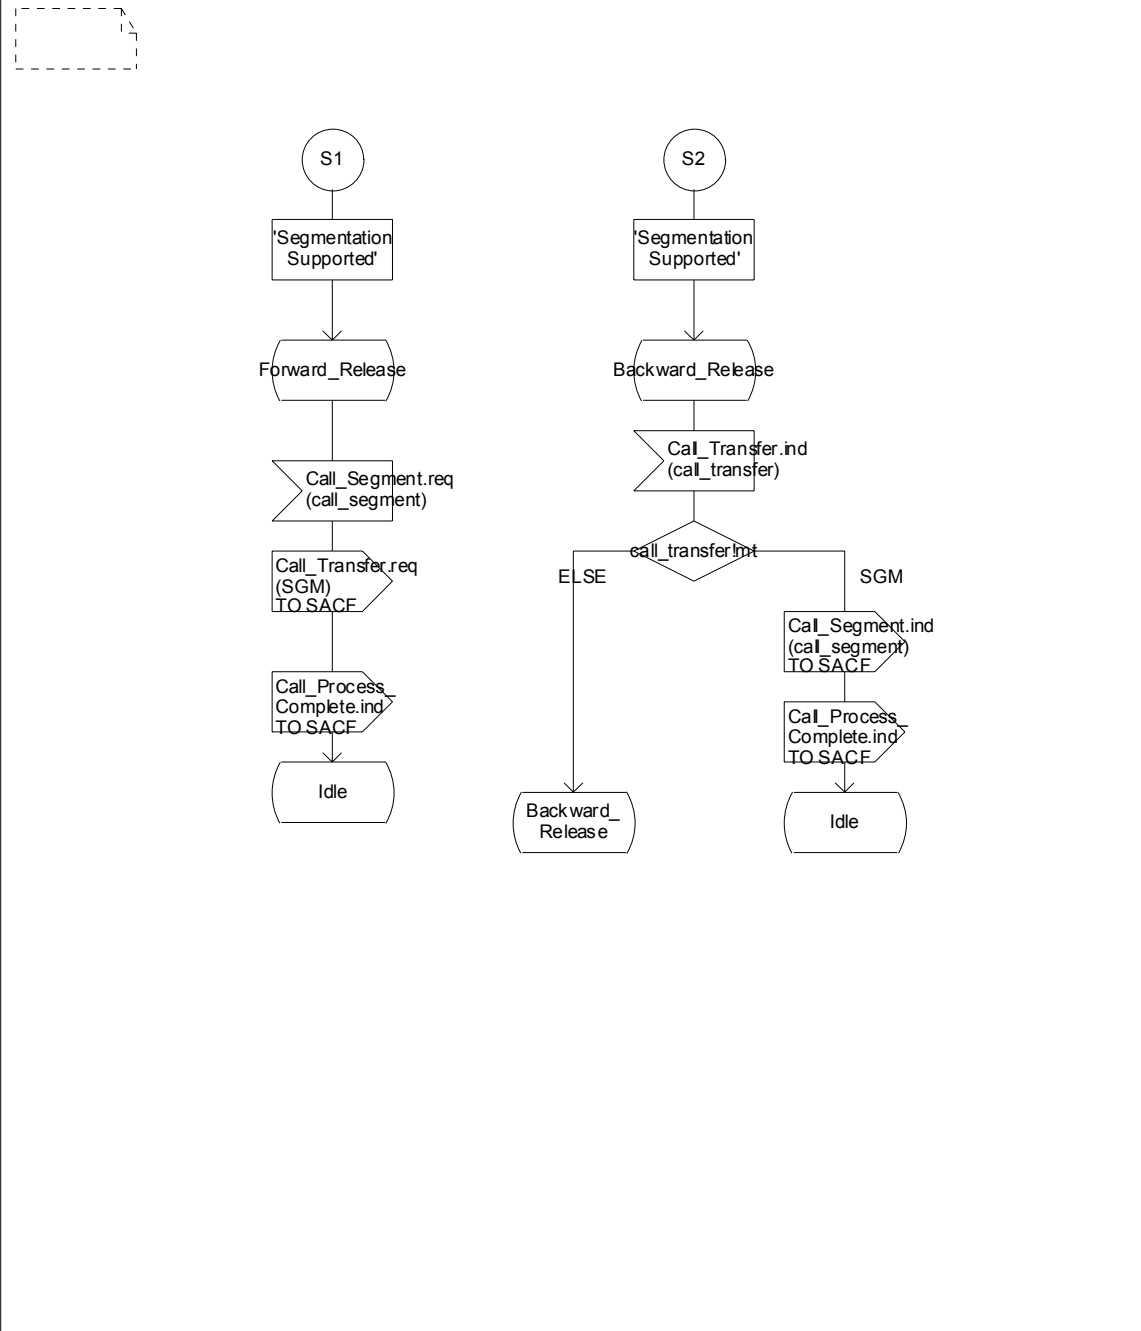 S1
'Segmentation
Supported'
Forward_Release
Call_Segment.req
(call_segment)
Call_Transfer.req
(SGM)
TO SACF
Call_Process_
Complete.ind
TO SACF
Idle
S2
'Segmentation
Supported'
Backward_Release
Call_Transfer.ind
(call_transfer)
call_transfer!mt
ELSE
Backward_
Release
SGM
Call_Segment.ind
(call_segment)
TO SACF
Call_Process_
Complete.ind
TO SACF
Idle